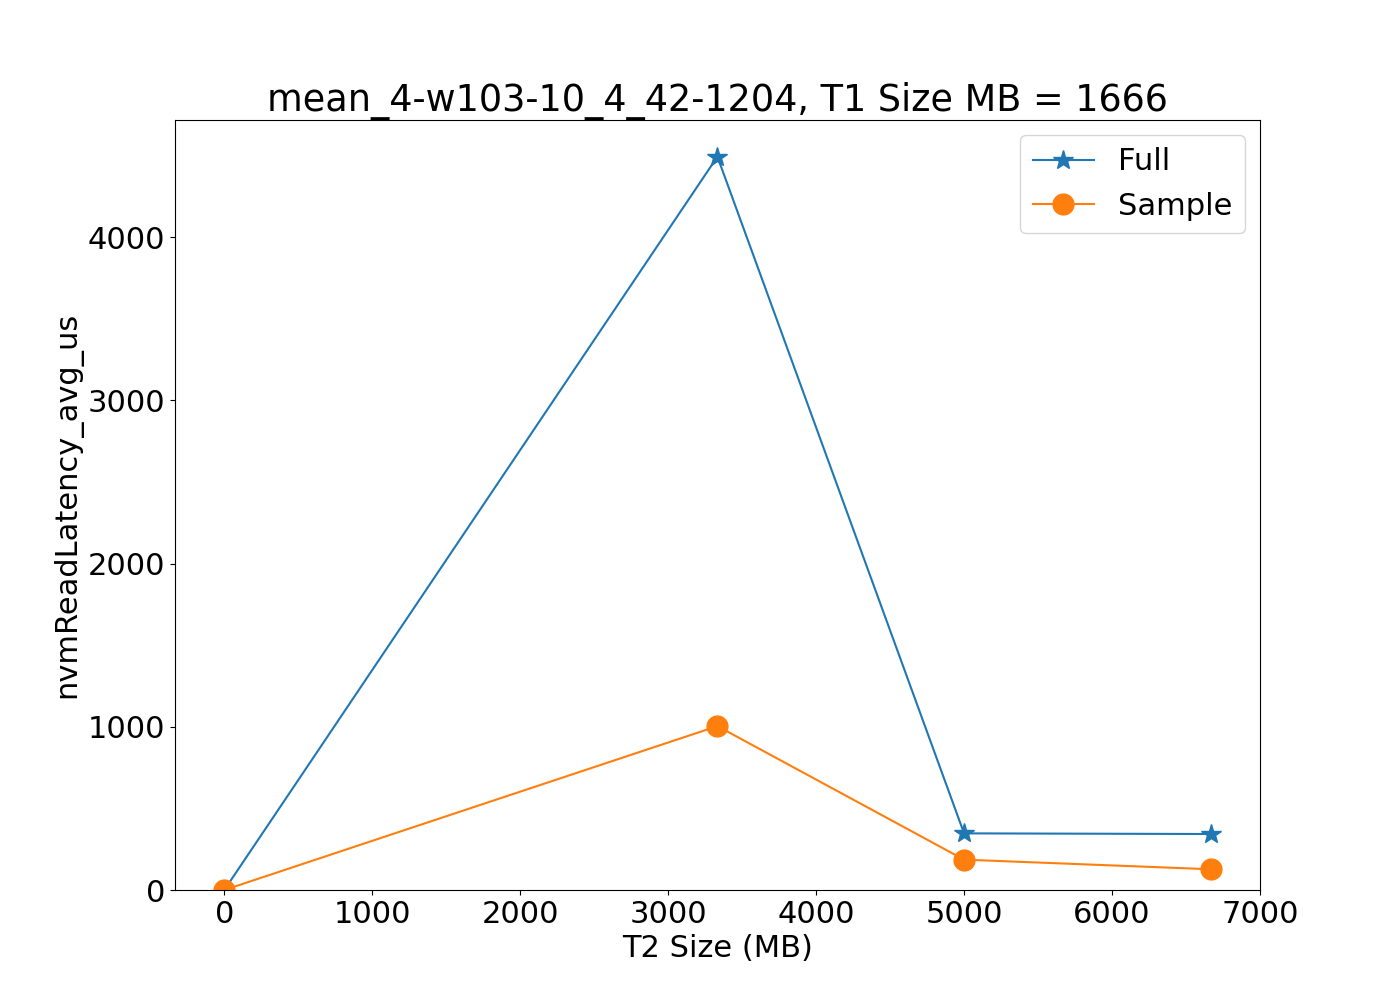 mean_4-w103-10_4_42-1204, T1 Size MB = 1666
Full
Sample
nvmReadLatency_avg_us
4000
3000
2000
1000
0
0 1000 2000 3000 4000 5000 6000 7000
T2 Size (MB)